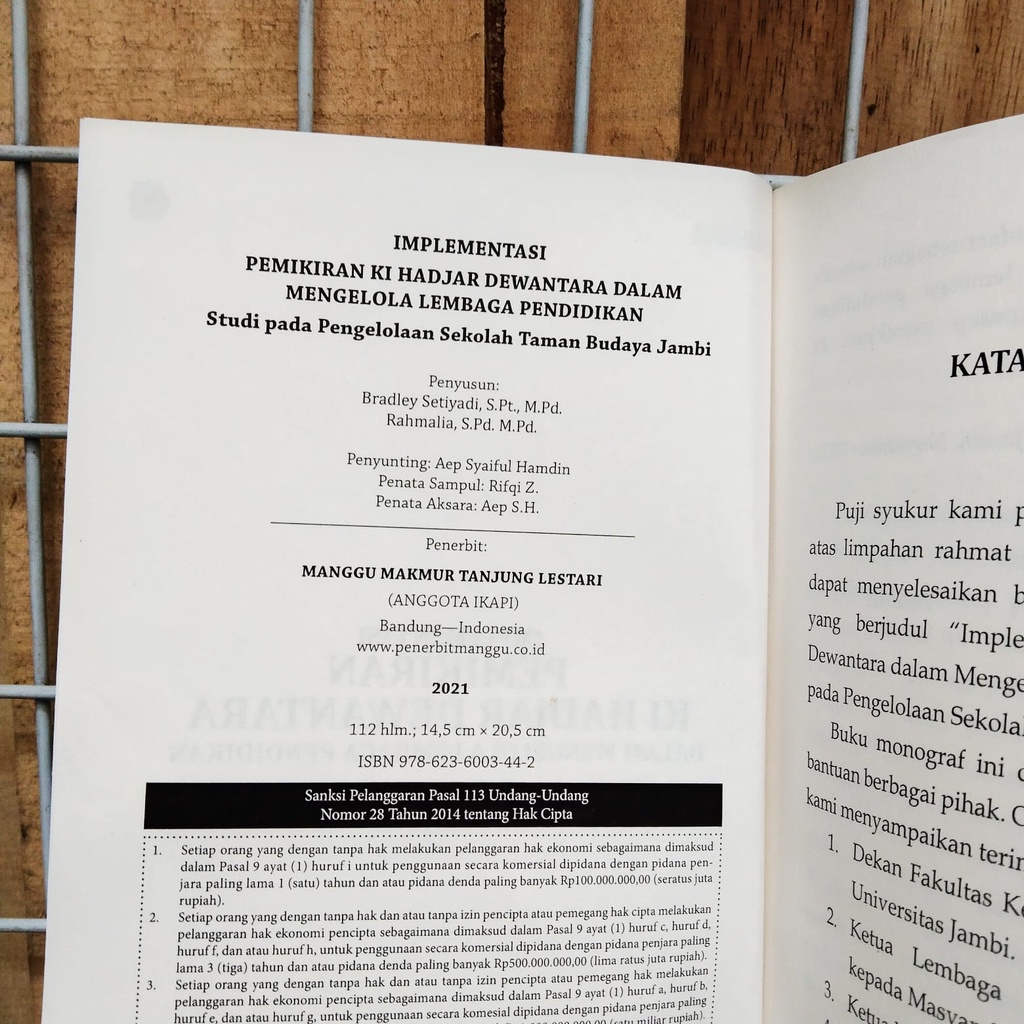 IMPLEMENTASI
PEMIKIRAN KI HADJAR DEWANTARA DALAM
MENGELOLA LEMBAGA PENDIDIKAN
Studi pada Pengelolaan Sekolah Taman Budaya Jambi
Penyusun:
Bradley Setiyadi, S.Pt., M.Pd.
Rahmalia, S.Pd. M.Pd.
Penyunting: Aep Syaiful Hamdin
Penata Sampul: Rifqi Z.
Penata Aksara: Aep S.H.
Penerbit:
MANGGU MAKMUR TANJUNG LESTARI
(ANGGOTA IKAPI)
Bandung—Indonesia
www.penerbitmanggu.co.id
2021
112 hlm.; 14,5 cm × 20,5 cm
ISBN 978-623-6003-44-2
Sanksi Pelanggaran Pasal 113 Undang-Undang
Nomor 28 Tahun 2014 tentang Hak Cipta
1. Setiap orang yang dengan tanpa hak melakukan pelanggaran hak ekonomi sebagaimana dimaksud
dalam Pasal 9 ayat (1) huruf i untuk penggunaan secara komersial dipidana dengan pidana pen-
jara paling lama 1 (satu) tahun dan atau pidana denda paling banyak Rp100.000.000,00 (seratus juta
rupiah).
2. Setiap orang yang dengan tanpa hak dan atau tanpa izin pencipta atau pemegang hak cipta melakukan
pelanggaran hak ekonomi pencipta sebagaimana dimaksud dalam Pasal 9 ayat (1) huruf c, huruf d,
huruf f, dan atau huruf h, untuk penggunaan secara komersial dipidana dengan pidana penjara paling
lama 3 (tiga) tahun dan atau pidana denda paling banyak Rp500.000.000,00 (lima ratus juta rupiah).
3. Setiap orang yang dengan tanpa hak dan atau tanpa izin pencipta atau pemegang hak melakukan
pelanggaran hak ekonomi pencipta sebagaimana dimaksud dalam Pasal 9 ayat (1) huruf a, huruf b,
huruf e, dan atau huruf g, untuk penggunaan secara komesial dipidana dengan pidana penjara paling
(satu miliar rupiah).
KATA
Puji syukur kami p
atas limpahan rahmat
dapat menyelesaikan b
yang berjudul "Imple
Dewantara dalam Menge
pada Pengelolaan Sekola
Buku monograf ini d
bantuan berbagai pihak. O
kami menyampaikan terin
1. Dekan Fakultas Ke
Universitas Jambi.
2. Ketua Lembaga
kepada Masyar
3. Ketua